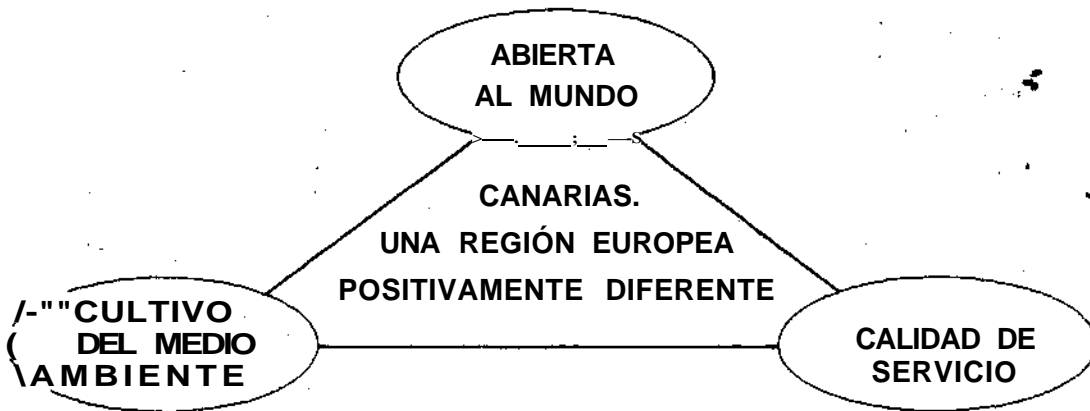 ABIERTA
AL MUNDO
CANARIAS.
UNA REGIÓN EUROPEA
POSITIVAMENTE DIFERENTE
CULTIVO
DEL MEDIO
AMBIENTE
CALIDAD DE
SERVICIO